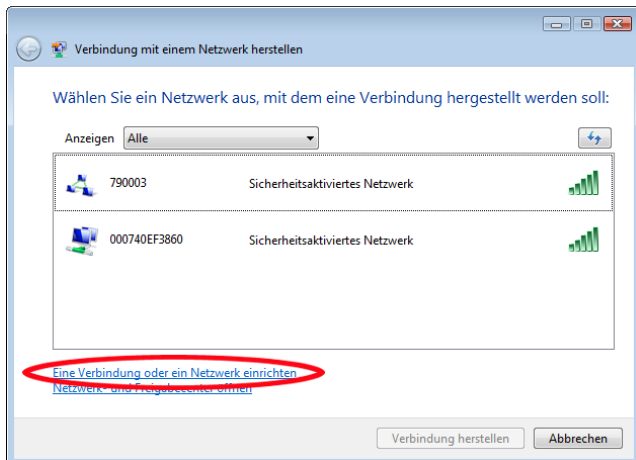 Verbindung mit einem Netzwerk herstellen
Wählen Sie ein Netzwerk aus, mit dem eine Verbindung hergestellt werden soll:
Anzeigen Alle
790003 Sicherheitsaktiviertes Netzwerk
000740EF3860 Sicherheitsaktiviertes Netzwerk
Eine Verbindung oder ein Netzwerk einrichten
Netzwerk- und Freigabecenter öffnen
Verbindung herstellen Abbrechen